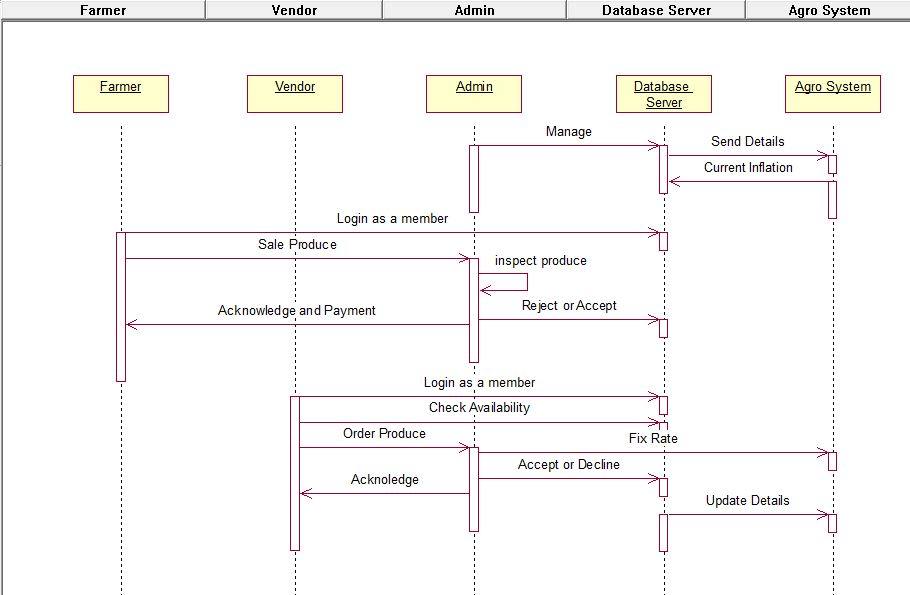 Farmer
Vendor
Admin
Database Server
Agro System
Farmer
Vendor
Admin
Database
Server
Agro System
Manage
Send Details
Current Inflation
Login as a member
Sale Produce
inspect produce
Reject or Accept
Acknowledge and Payment
Login as a member
Check Availability
Order Produce
Fix Rate
Accept or Decline
Acknoledge
Update Details